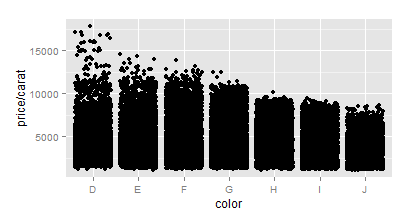 price/carat
15000
10000
5000
D E F G H I J
color